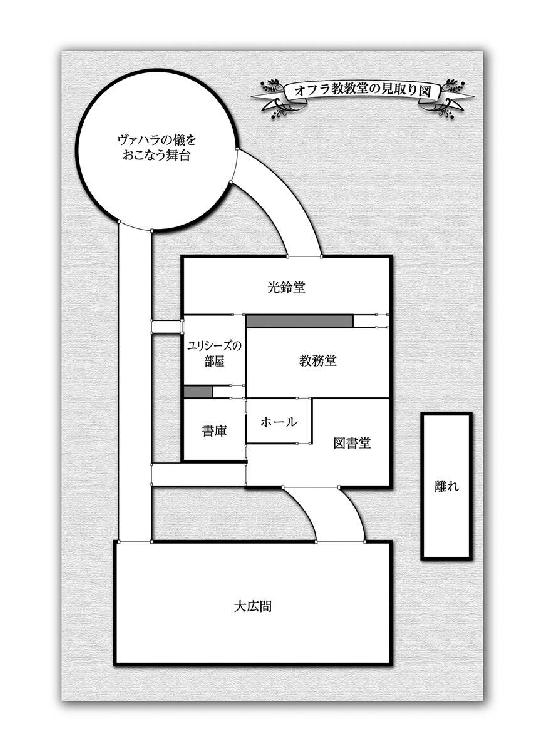 オフラ教教堂の見取り図
ヴァハラの儀を
おこなう舞台
光鈴堂
ユリシーズの
部屋
教務堂
ホール
書庫
図書堂
離れ
大広間